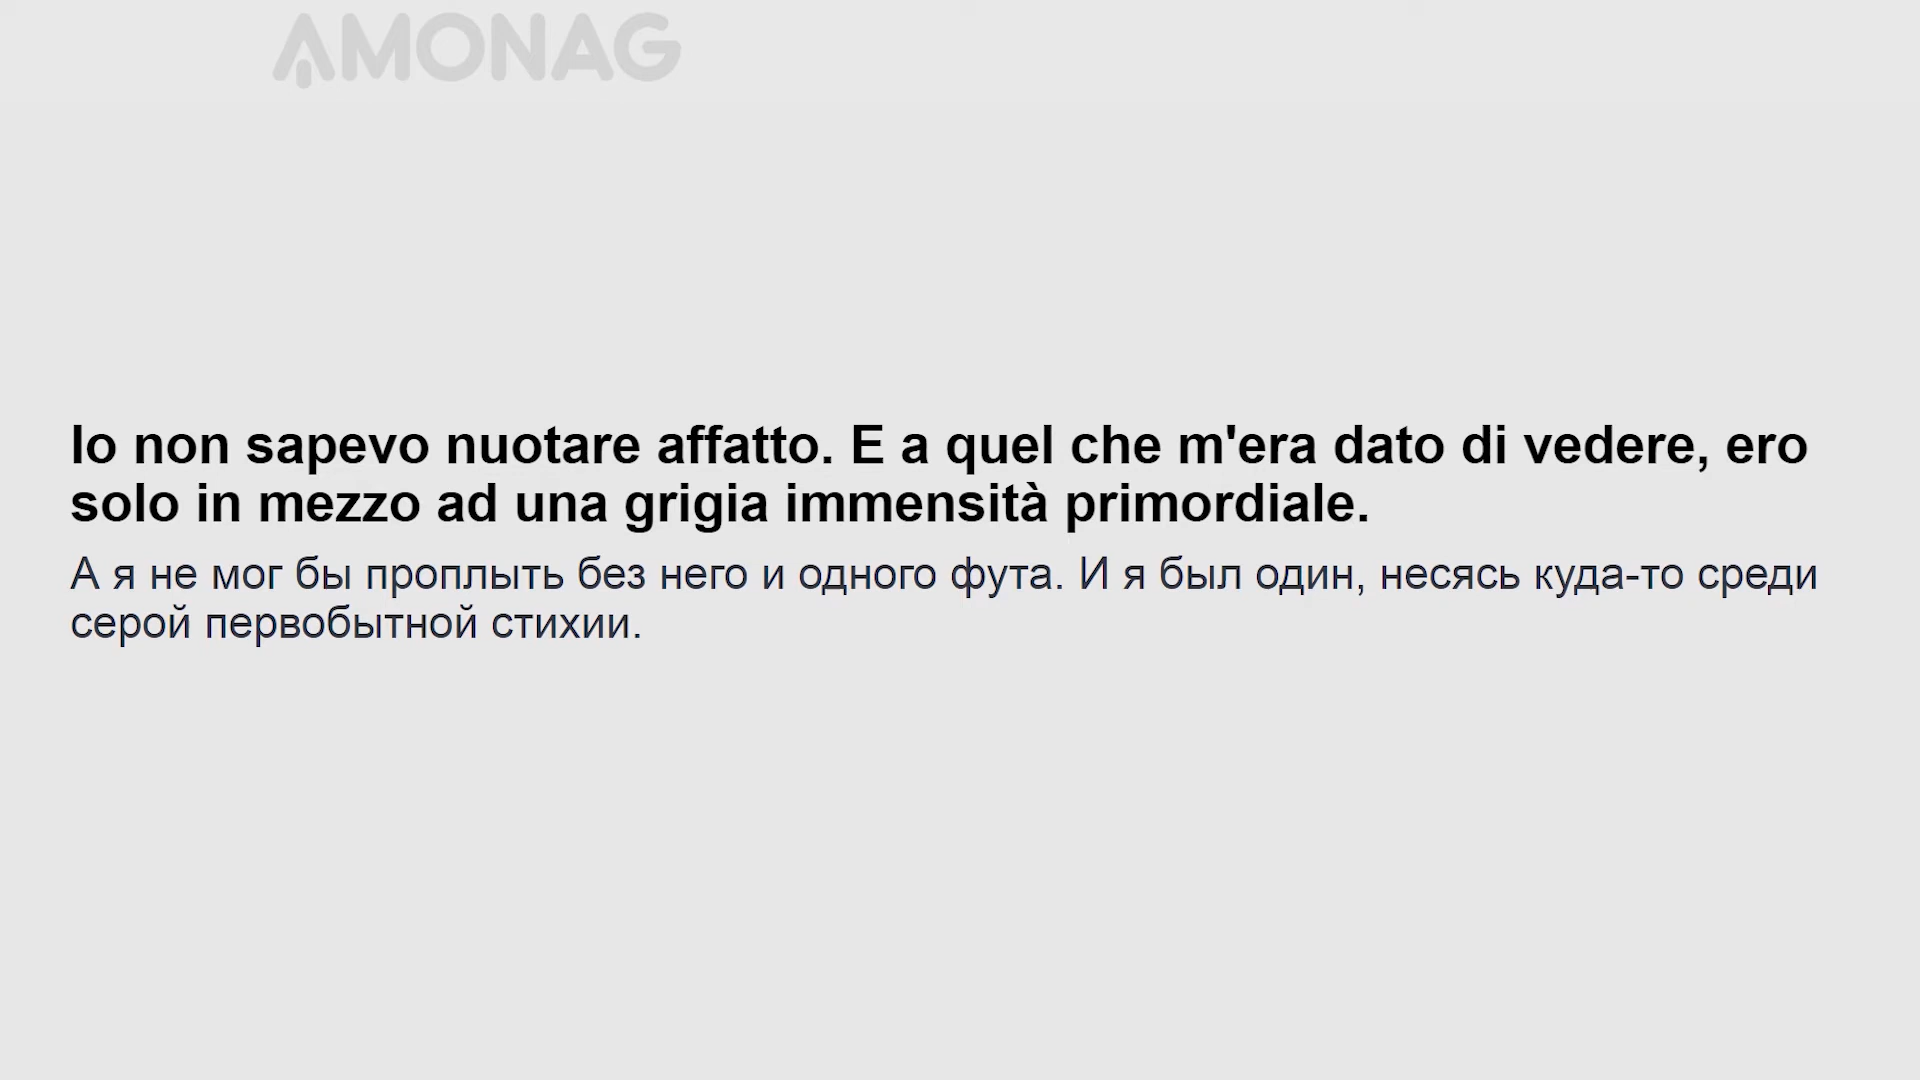 AMONAG
Io non sapevo nuotare affatto. E a quel che m'era dato di vedere, ero
solo in mezzo ad una grigia immensità primordiale.
А я не мог бы проплыть без него и одного фута. И я был один, несясь куда-то среди
серой первобытной стихии.